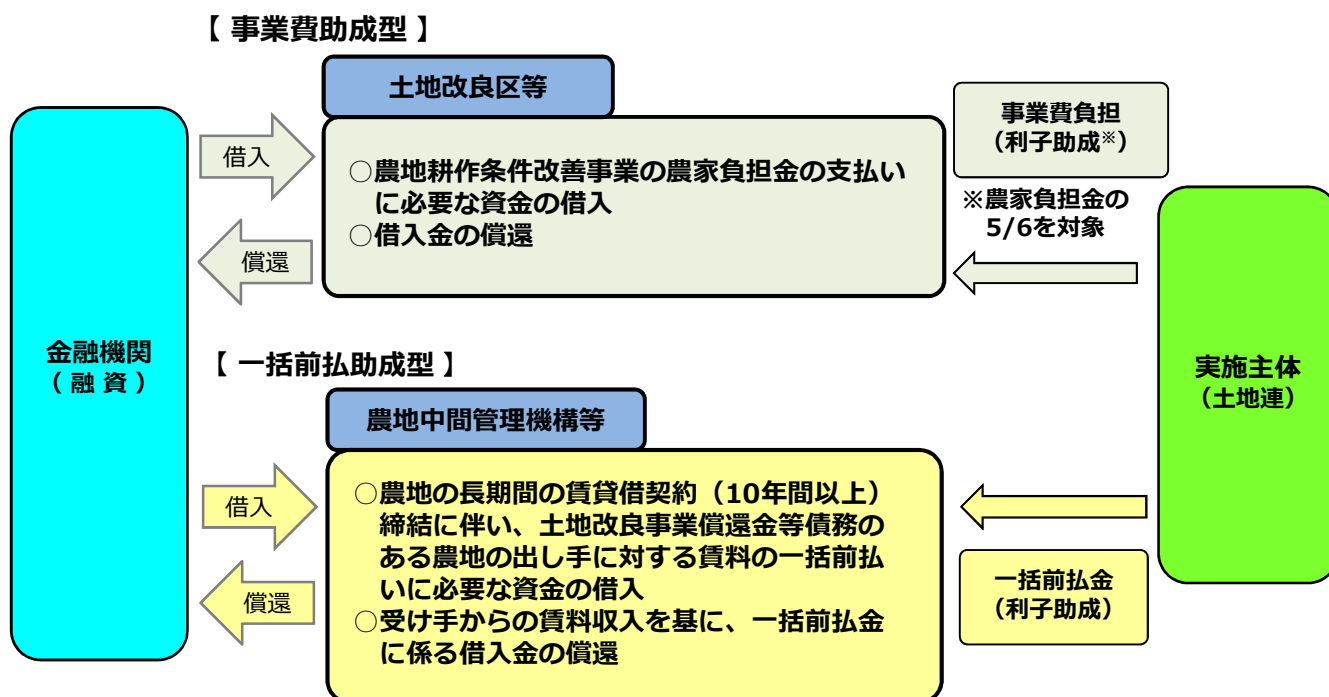 【 事業費助成型 】
土地改良区等
借入
償還
○農地耕作条件改善事業の農家負担金の支払い
に必要な資金の借入
○借入金の償還
事業費負担
（利子助成※）
※農家負担金の
5/6を対象
金融機関
（ 融 資 ）
実施主体
（土地連）
【 一括前払助成型 】
農地中間管理機構等
借入
償還
○農地の長期間の賃貸借契約（10年間以上）
締結に伴い、土地改良事業償還金等債務の
ある農地の出し手に対する賃料の一括前払
いに必要な資金の借入
○受け手からの賃料収入を基に、一括前払金
に係る借入金の償還
一括前払金
（利子助成）